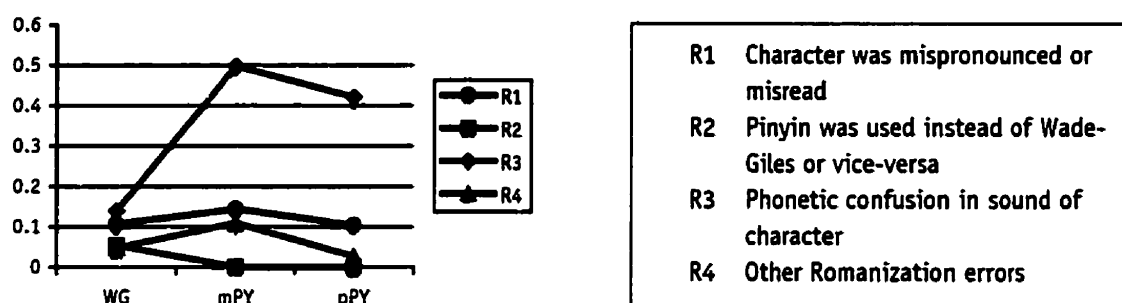 0.6
0.5
0.4
0.3
0.2
0.1
0
WG mPY pPY
R1
R2
R3
R4
R1 Character was mispronounced or
misread
R2 Pinyin was used instead of Wade-
Giles or vice-versa
R3 Phonetic confusion in sound of
character
R4 Other Romanization errors